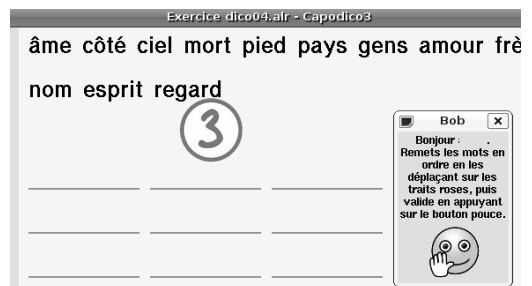 Exercice dico04.alr - Capodico3
âme côté ciel mort pied pays gens amour
nom esprit regard
3
Bob
Bonjour : .
Remets les mots en
ordre en les
déplaçant sur les
traits roses, puis
valide en appuyant
sur le bouton pouce.